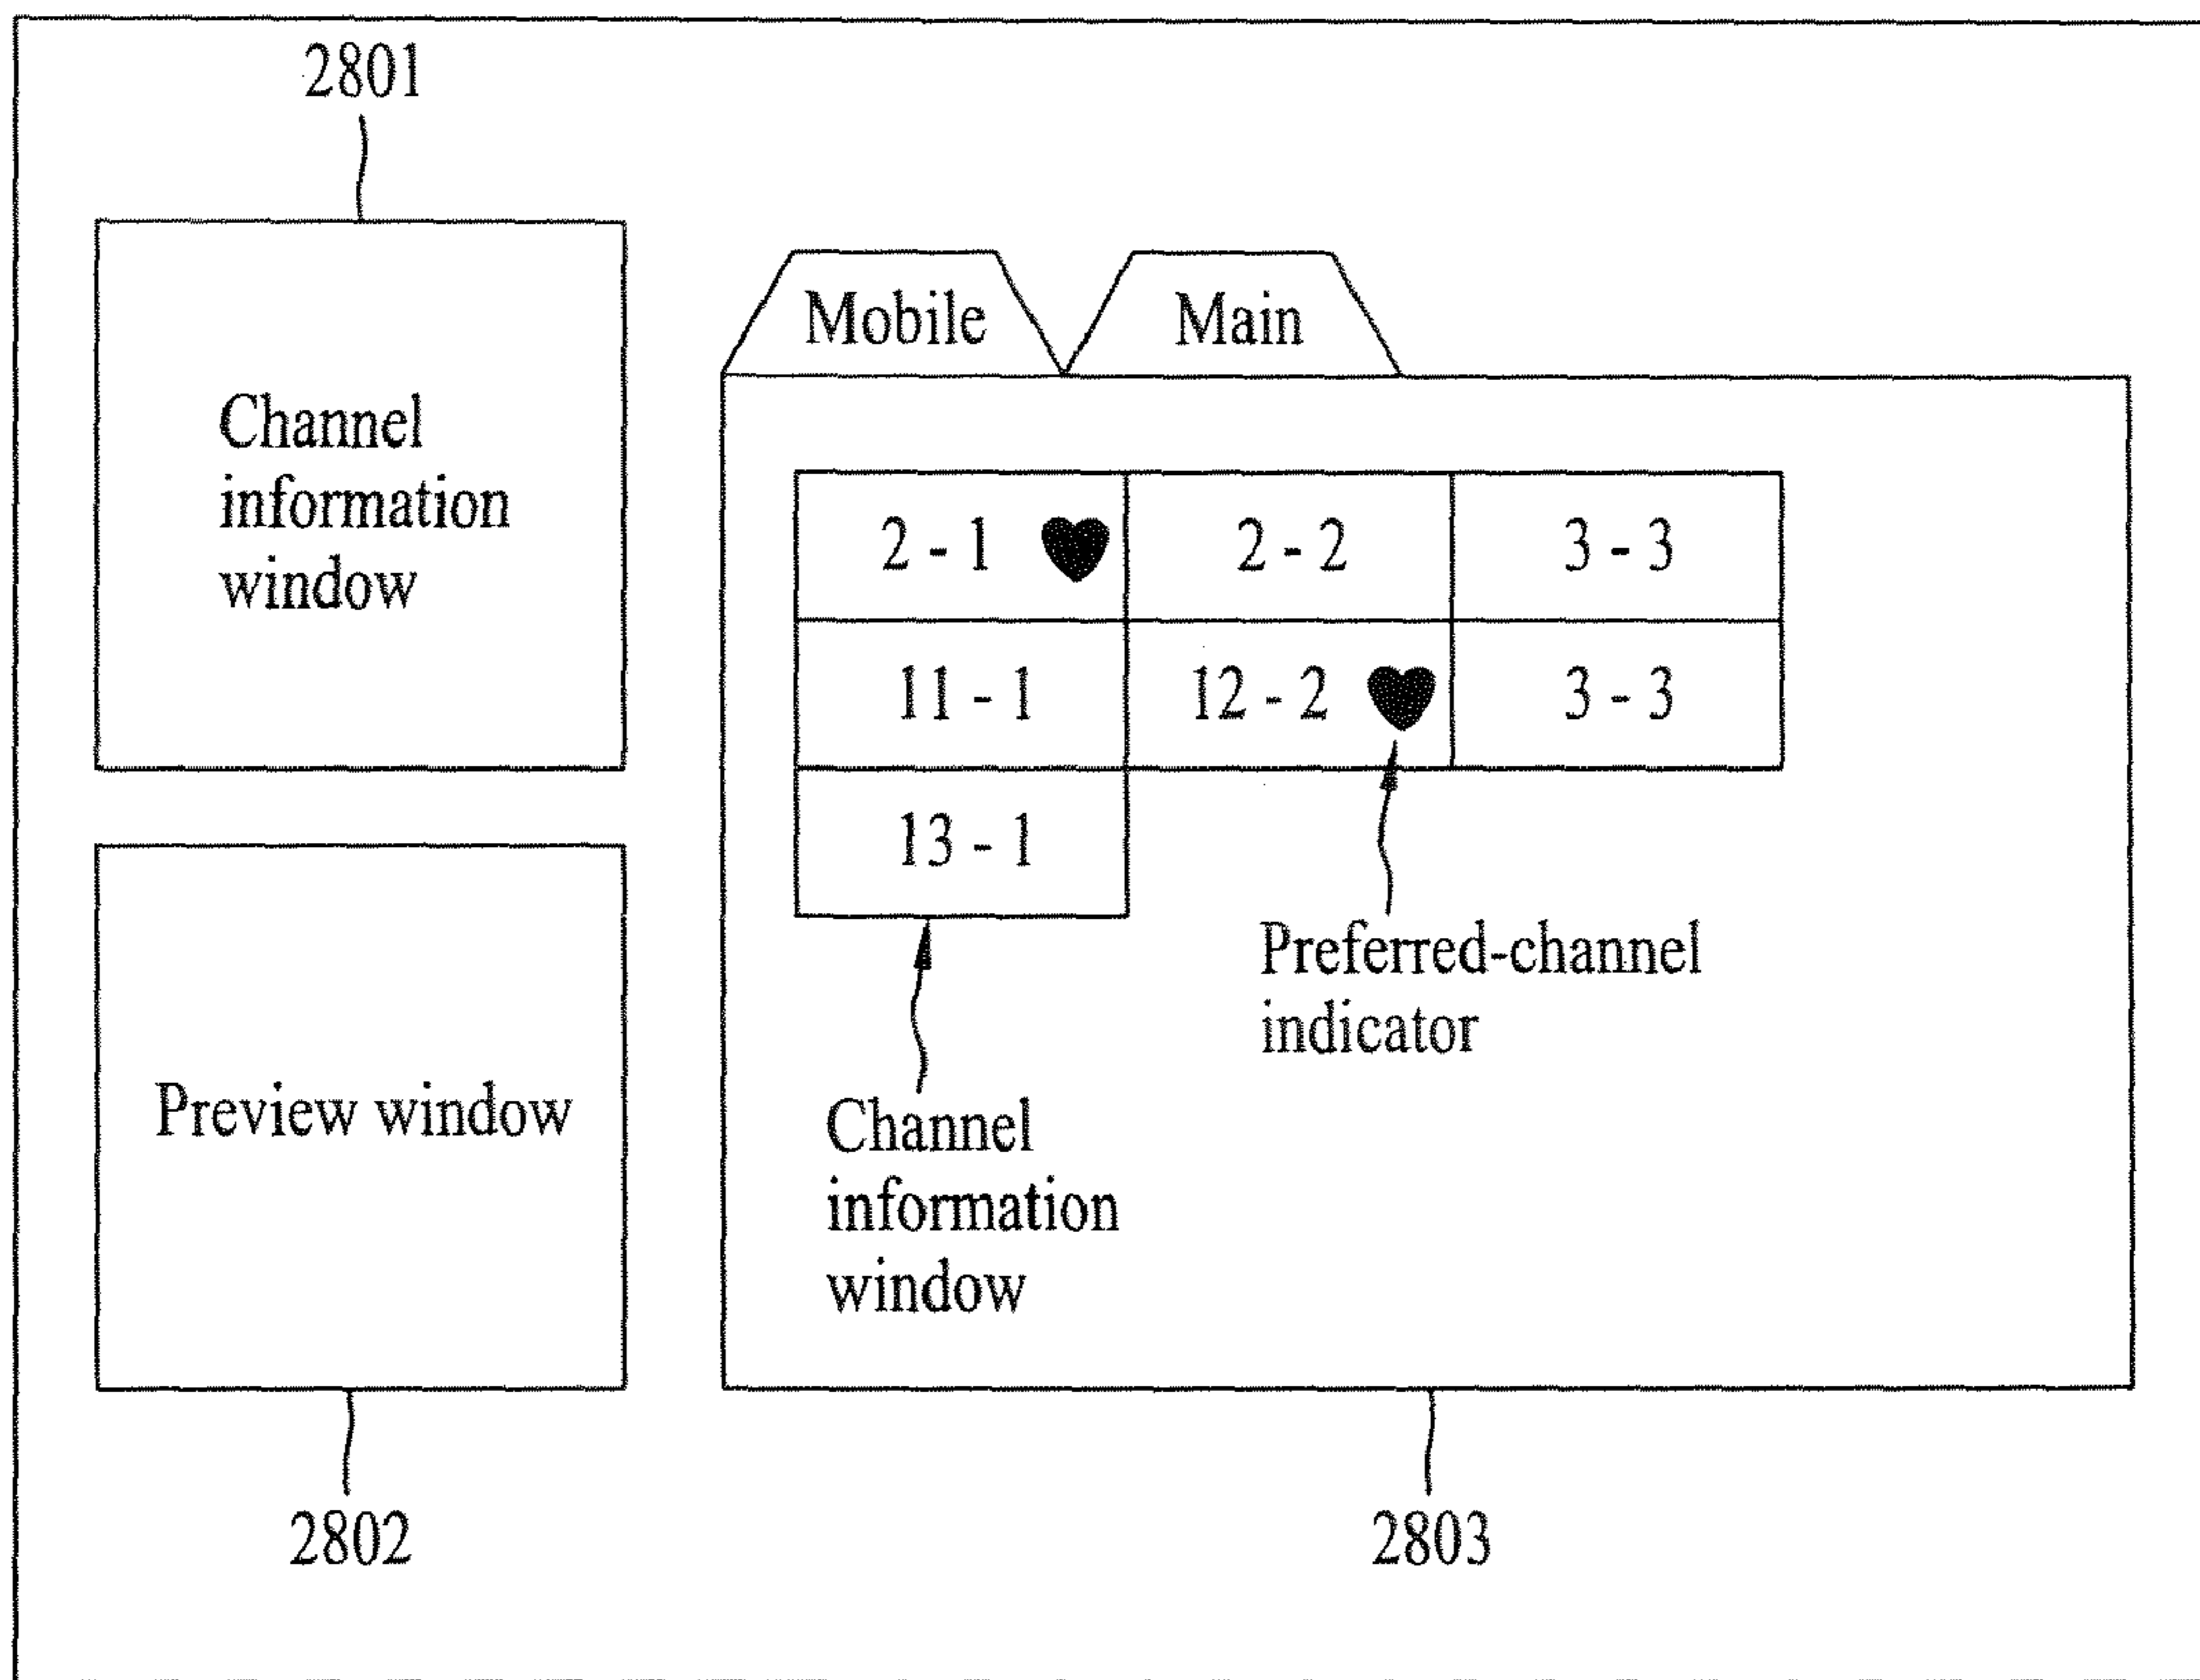 2801
Channel
information
window
Preview window
2802
Mobile
Main
2 - 1
2 - 2
3 - 3
11 - 1
12 - 2
3 - 3
13 - 1
Preferred-channel
indicator
Channel
information
window
2803